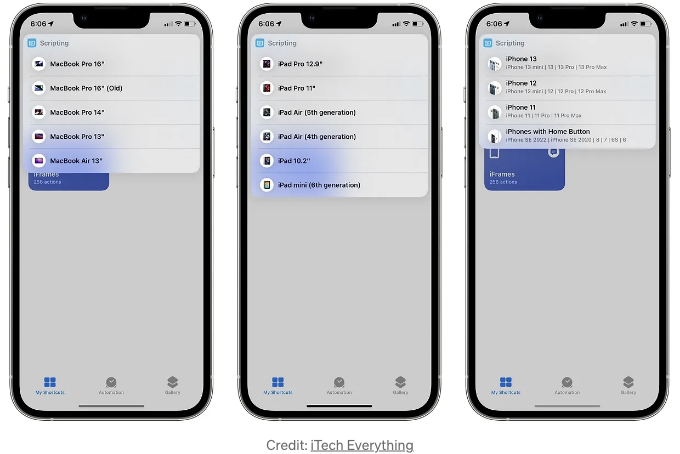 6:06
Scripting
MacBook Pro 16"
MacBook Pro 16" (Old)
MacBook Pro 14"
MacBook Pro 13"
MacBook Air 13"
iFrames
256 actions
My Shortcuts
Automation
Gallery
6:06
Scripting
iPad Pro 12.9"
iPad Pro 11"
iPad Air (5th generation)
iPad Air (4th generation)
iPad 10.2"
iPad mini (6th generation)
My Shortcuts
Automation
Gallery
6:06
Scripting
iPhone 13
iPhone 13 mini | 13 | 13 Pro | 13 Pro Max
iPhone 12
iPhone 12 mini | 12 | 12 Pro | 12 Pro Max
iPhone 11
iPhone 11 | 11 Pro | 11 Pro Max
iPhones with Home Button
iPhone SE 2022 | iPhone SE 2020 | 8 | 7 | 6S | 6
iFrames
256 actions
My Shortcuts
Automation
Gallery
Credit: iTech Everything